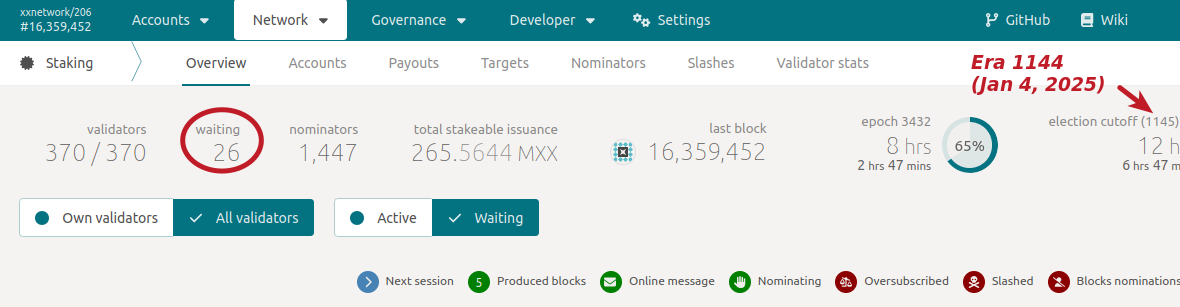 xxnetwork/206
#16,359,452
Accounts
Network
Governance
Developer
Settings
GitHub
Wiki
Staking
Overview
Accounts
Payouts
Targets
Nominators
Slashes
Validator stats
Era 1144
(Jan 4, 2025)
validators
370 / 370
waiting
26
nominators
1,447
total stakeable issuance
265.5644 MXX
last block
16,359,452
epoch 3432
8 hrs
2 hrs 47 mins
65%
election cutoff (1145)
12 h
6 hrs 47 m
Own validators
All validators
Active
Waiting
Next session
5 Produced blocks
Online message
Nominating
Oversubscribed
Slashed
Blocks nominations